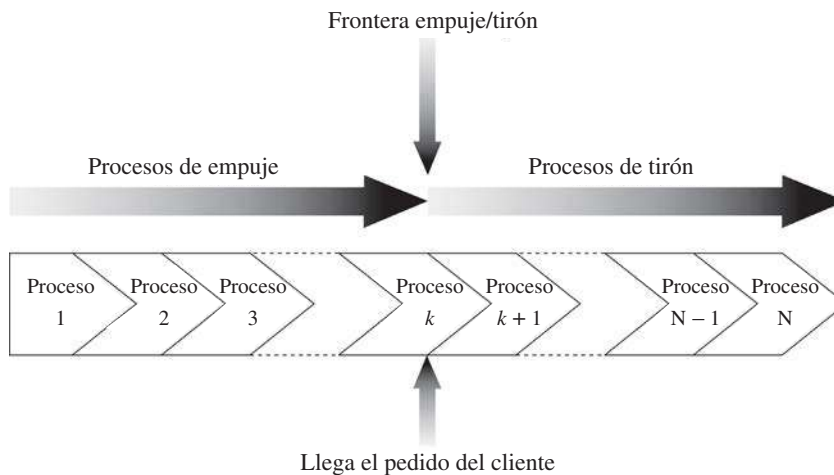 Frontera empuje/tirón
Procesos de empuje
Procesos de tirón
Proceso
1
Proceso
2
Proceso
3
Proceso
k
Proceso
k + 1
Proceso
N – 1
Proceso
N
Llega el pedido del cliente